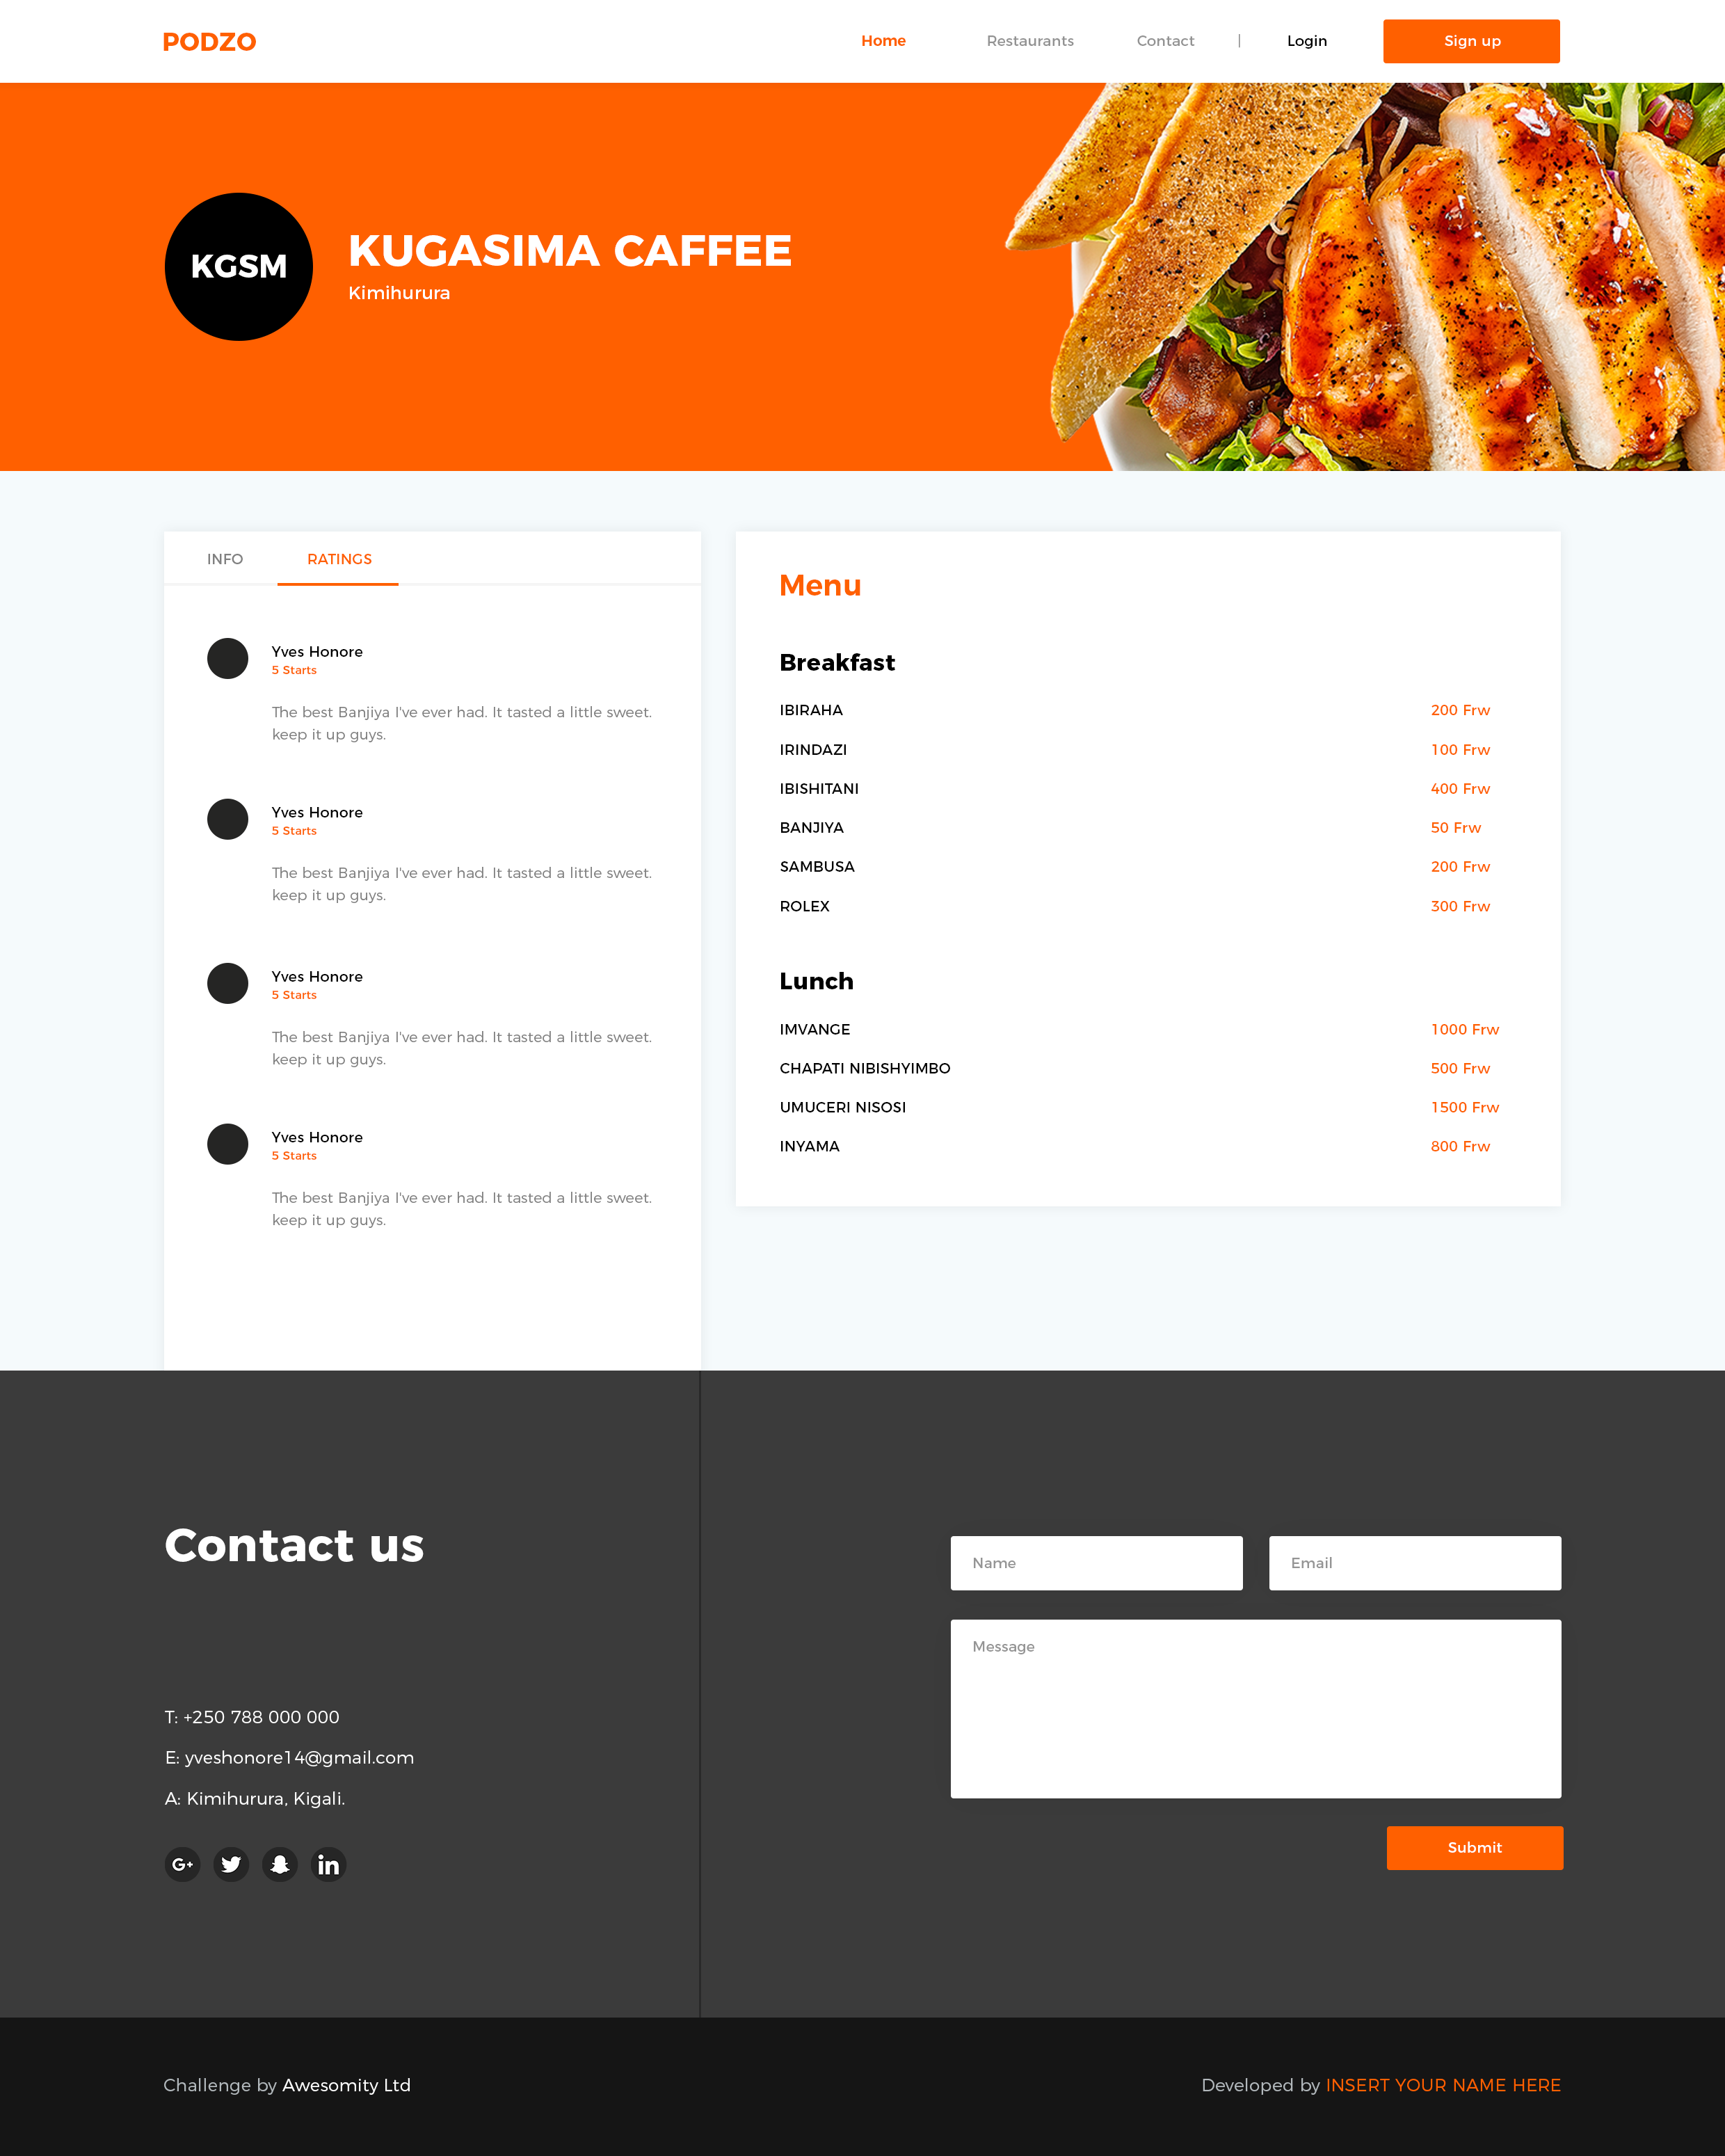 PODZO
Home
Restaurants
Contact
|
Login
Sign up
KGSM
KUGASIMA CAFFEE
Kimihurura
INFO
RATINGS
Yves Honore
5 Starts
The best Banjiya I've ever had. It tasted a little sweet.
keep it up guys.
Yves Honore
5 Starts
The best Banjiya I've ever had. It tasted a little sweet.
keep it up guys.
Yves Honore
5 Starts
The best Banjiya I've ever had. It tasted a little sweet.
keep it up guys.
Yves Honore
5 Starts
The best Banjiya I've ever had. It tasted a little sweet.
keep it up guys.
Menu
Breakfast
IBIRAHA 200 Frw
IRINDAZI 100 Frw
IBISHITANI 400 Frw
BANJIYA 50 Frw
SAMBUSA 200 Frw
ROLEX 300 Frw
Lunch
IMVANGE 1000 Frw
CHAPATI NIBISHYIMBO 500 Frw
UMUCERI NISOSI 1500 Frw
INYAMA 800 Frw
Contact us
T: +250 788 000 000
E: yveshonore14@gmail.com
A: Kimihurura, Kigali.
G+
in
Name
Email
Message
Submit
Challenge by Awesomity Ltd
Developed by INSERT YOUR NAME HERE